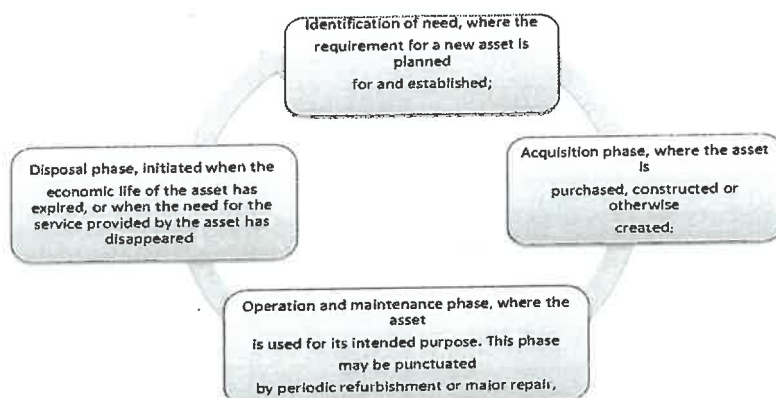 Identification of need, where the
requirement for a new asset is
planned
for and established;
Acquisition phase, where the asset
is
purchased, constructed or
otherwise
created;
Operation and maintenance phase, where the
asset
is used for its intended purpose. This phase
may be punctuated
by periodic refurbishment or major repair,
Disposal phase, initiated when the
economic life of the asset has
expired, or when the need for the
service provided by the asset has
disappeared